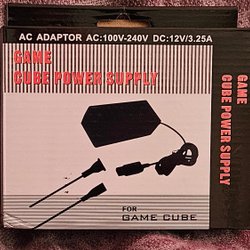 AC ADAPTOR AC:100V-240V DC:12V/3.25A
GAME
CUBE POWER SUPPLY
FOR
GAME CUBE
GAME
CUBE POWER SUPPLY